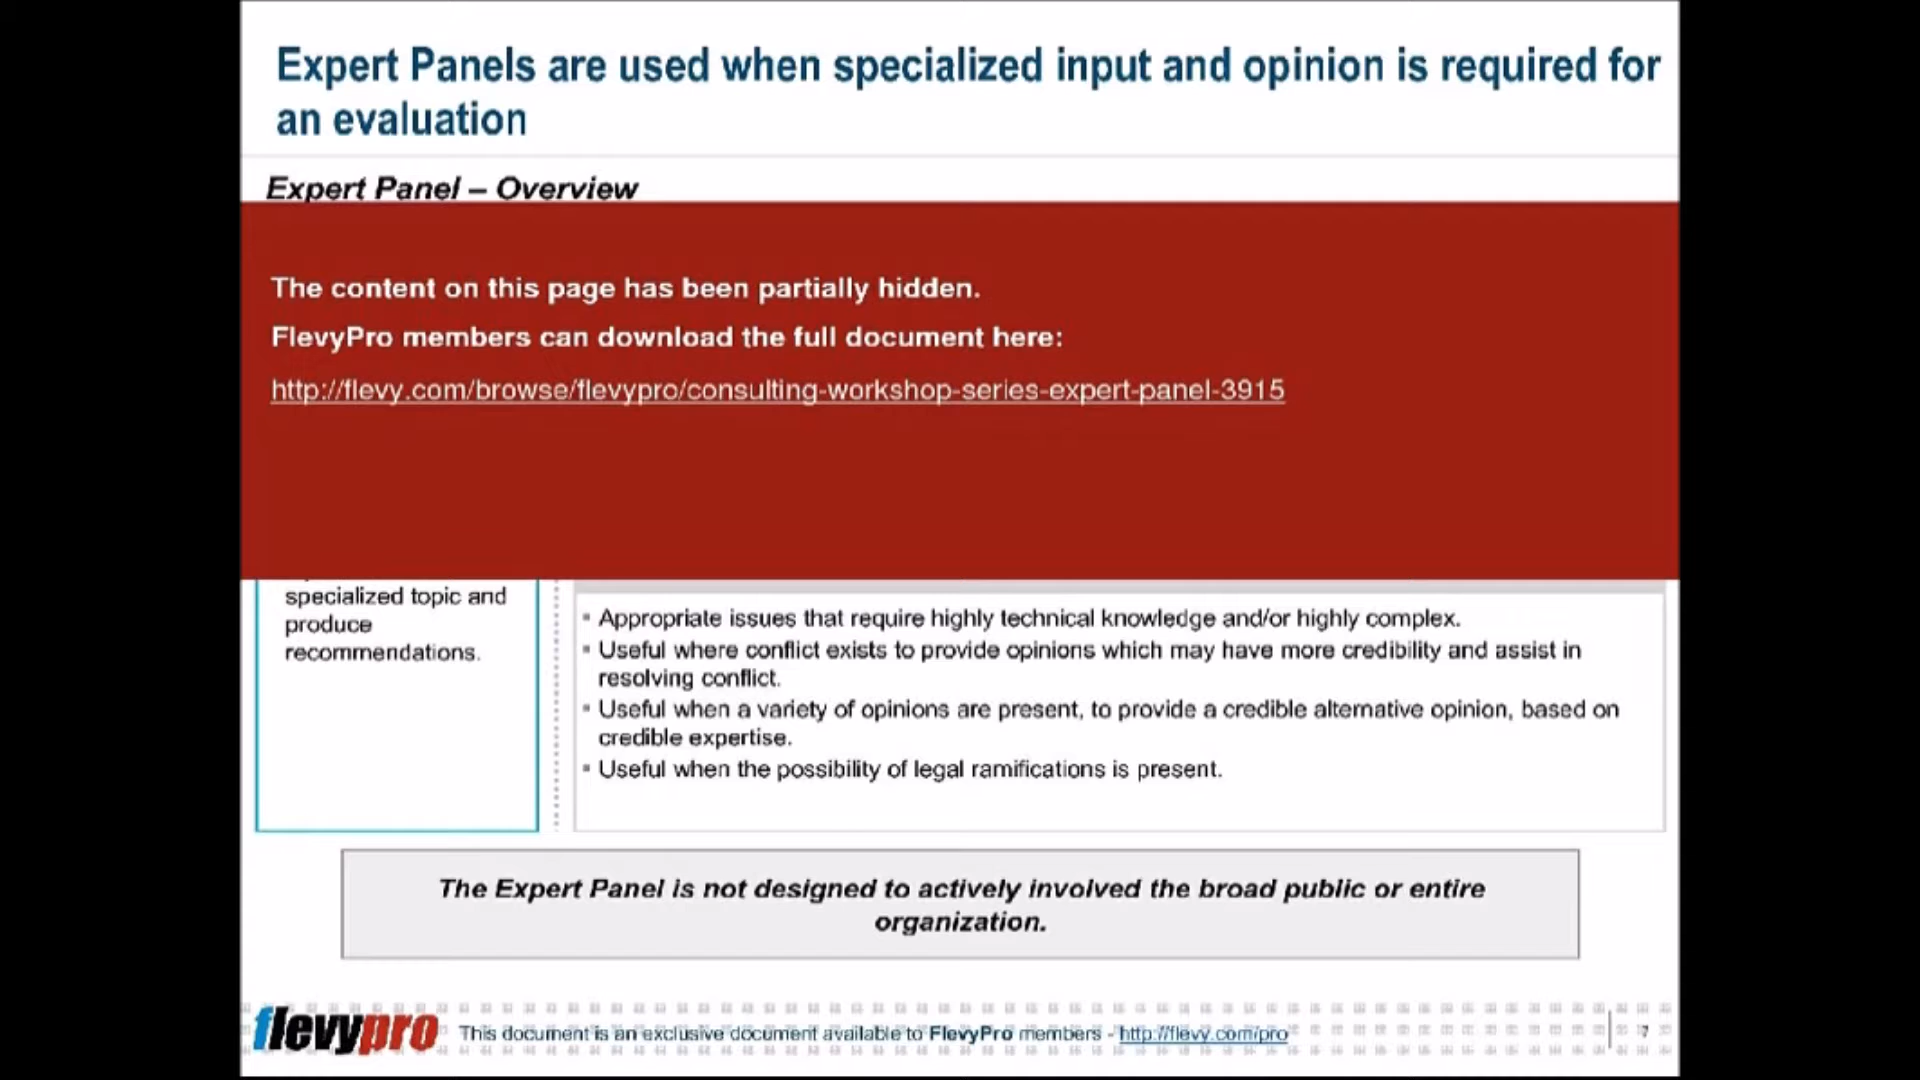 Expert Panels are used when specialized input and opinion is required for
an evaluation
Expert Panel – Overview
The content on this page has been partially hidden.
FlevyPro members can download the full document here:
http://flevy.com/browse/flevypro/consulting-workshop-series-expert-panel-3915
specialized topic and
produce
recommendations.
▪ Appropriate issues that require highly technical knowledge and/or highly complex.
▪ Useful where conflict exists to provide opinions which may have more credibility and assist in
resolving conflict.
▪ Useful when a variety of opinions are present, to provide a credible alternative opinion, based on
credible expertise.
▪ Useful when the possibility of legal ramifications is present.
The Expert Panel is not designed to actively involved the broad public or entire
organization.
flevypro This document is an exclusive document available to FlevyPro members - http://flevy.com/pro 7